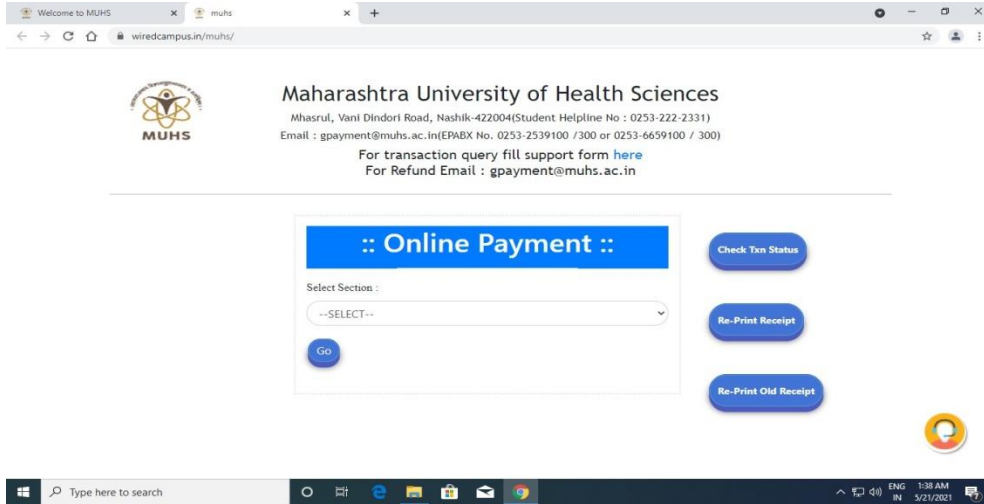 Welcome to MUHS
muhs
wiredcampus.in/muhs/
MUHS
Maharashtra University of Health Sciences
Mhasrul, Vani Dindori Road, Nashik-422004(Student Helpline No : 0253-222-2331)
Email : gpayment@muhs.ac.in(EPABX No. 0253-2539100 /300 or 0253-6659100 / 300)
For transaction query fill support form here
For Refund Email : gpayment@muhs.ac.in
:: Online Payment ::
Select Section :
--SELECT--
Go
Check Txn Status
Re-Print Receipt
Re-Print Old Receipt
Type here to search
ENG
IN
1:38 AM
5/21/2021